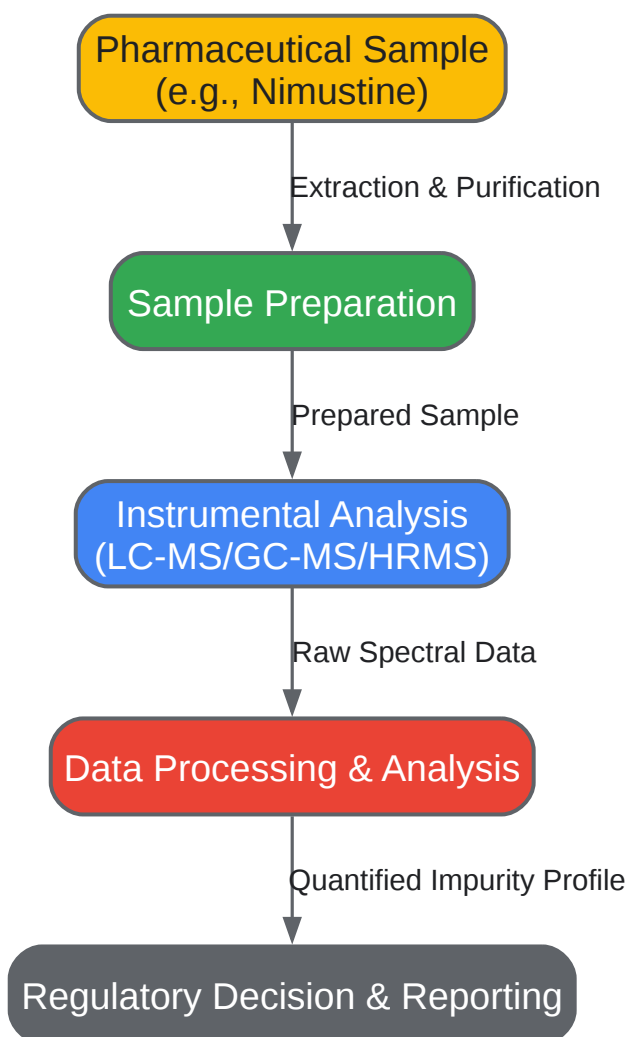 Pharmaceutical Sample
(e.g., Nimustine)
Extraction & Purification
Sample Preparation
Prepared Sample
Instrumental Analysis
(LC-MS/GC-MS/HRMS)
Raw Spectral Data
Data Processing & Analysis
Quantified Impurity Profile
Regulatory Decision & Reporting